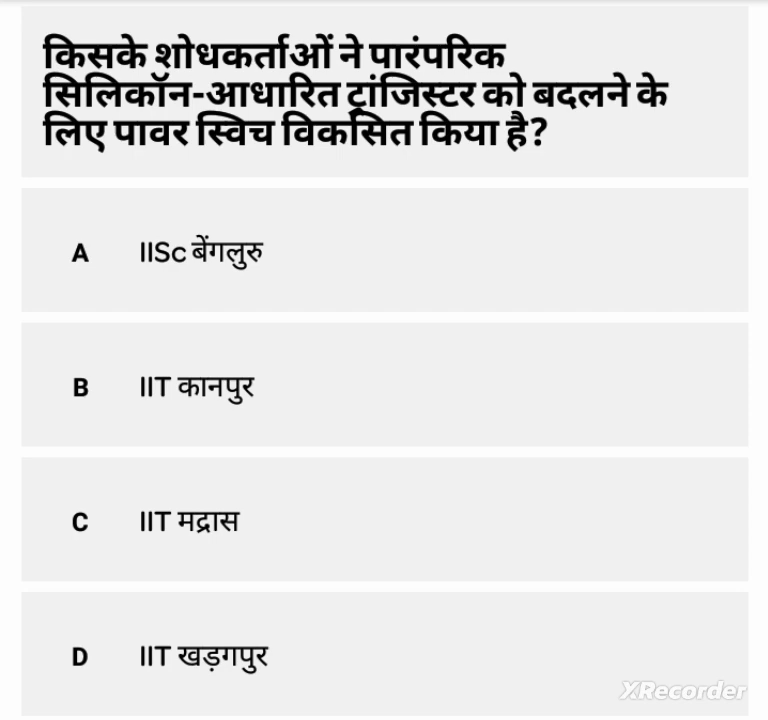 किसके शोधकर्ताओं ने पारंपरिक
सिलिकॉन-आधारित ट्रांजिस्टर को बदलने के
लिए पावर स्विच विकसित किया है?
A IISc बेंगलुरु
B IIT कानपुर
C IIT मद्रास
D IIT खड़गपुर
XRecorder